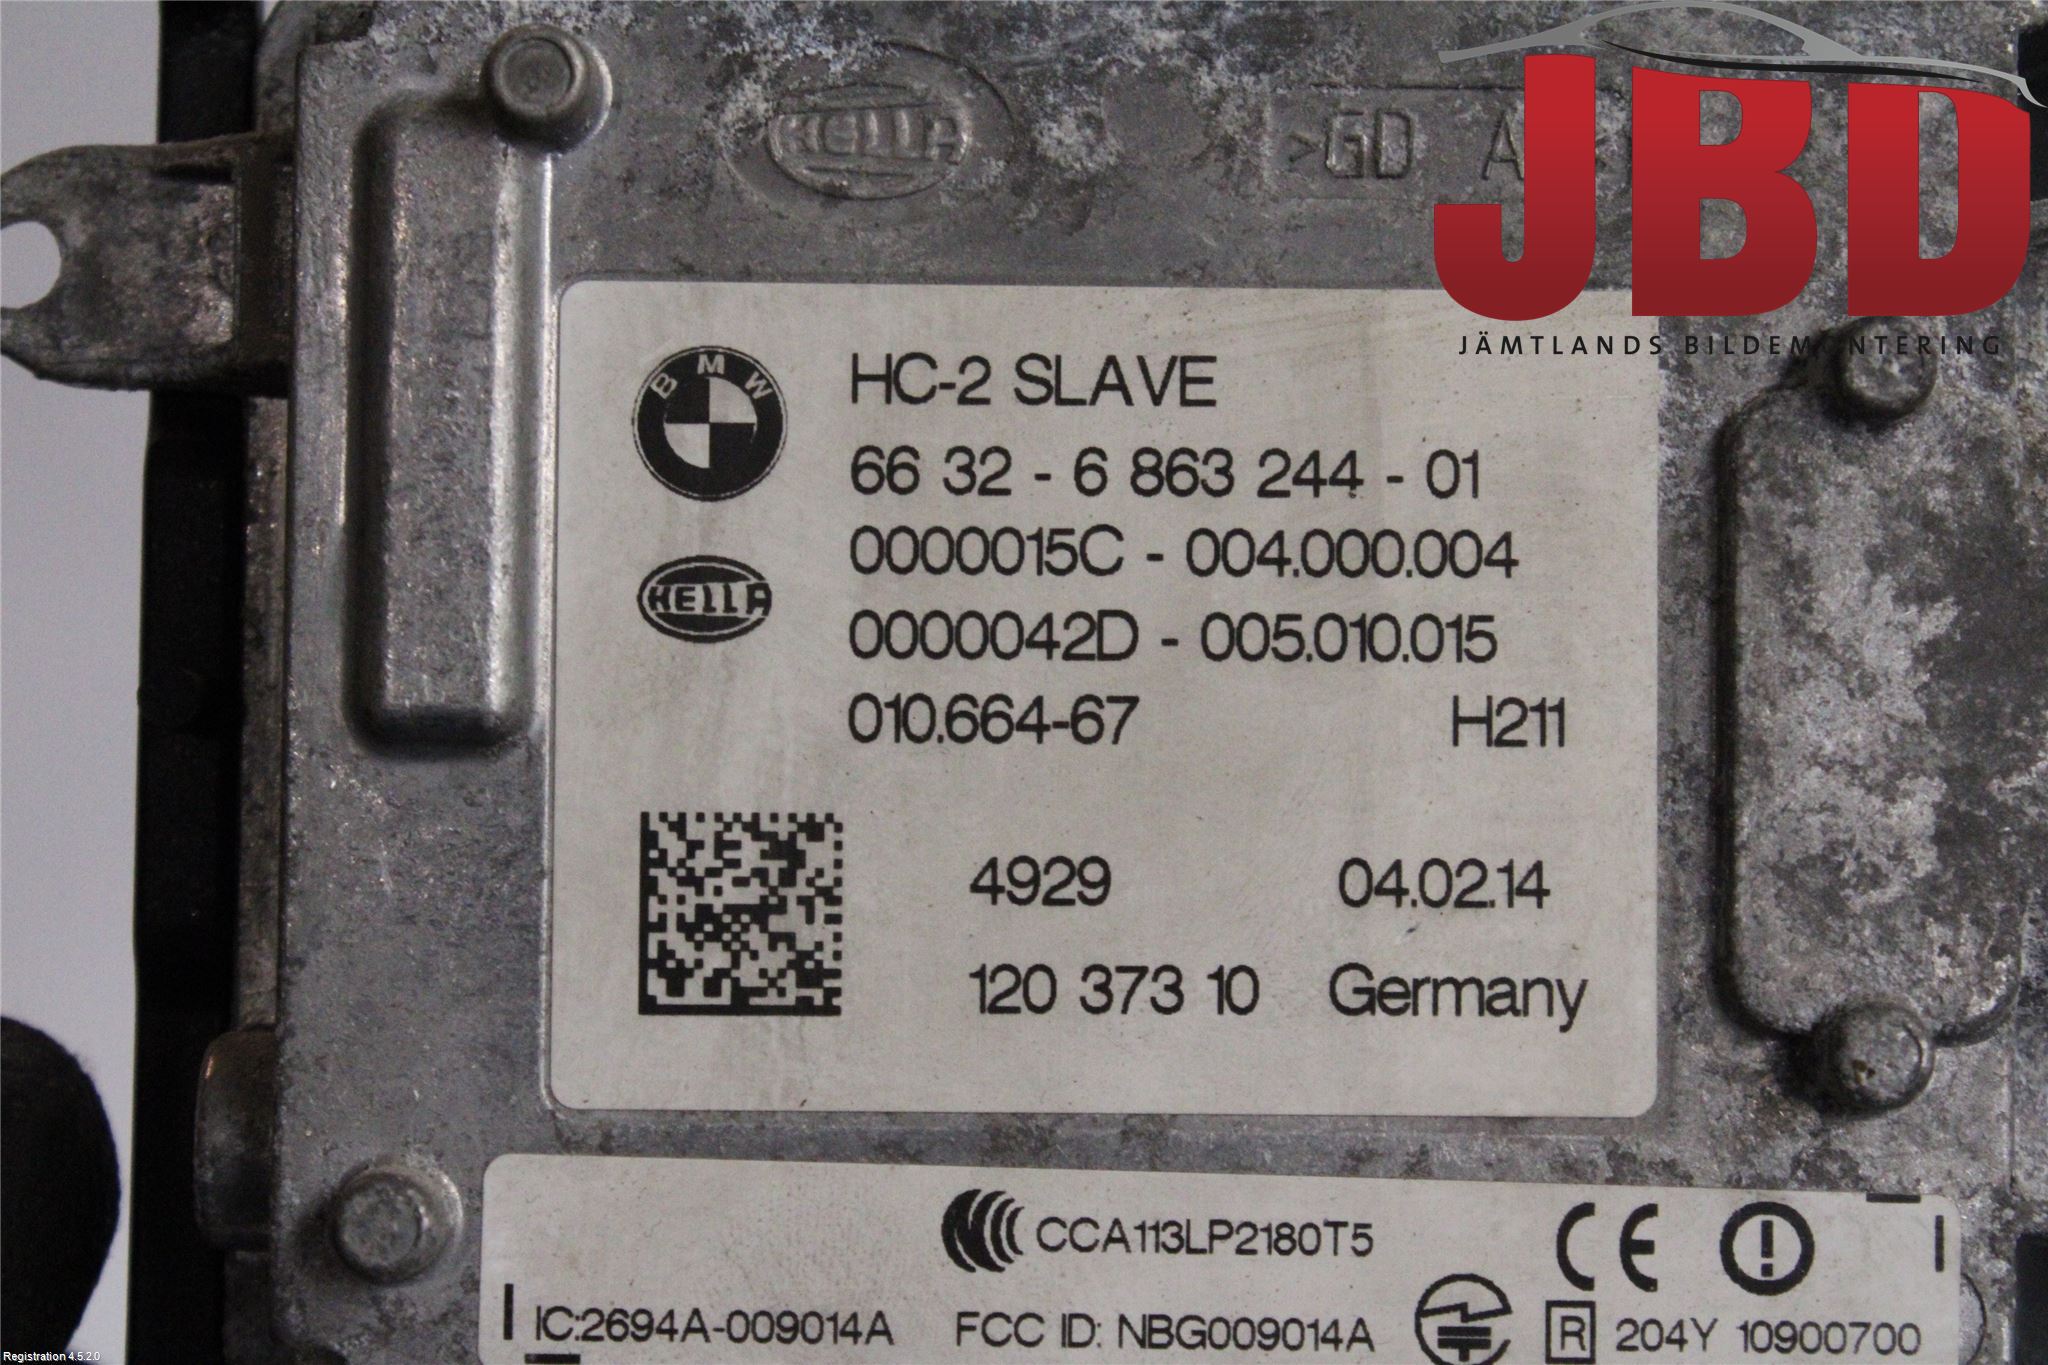 HELLA
>GD A
JBD
JÄMTLANDS BILDEMONTERING
BMW
HC-2 SLAVE
66 32 - 6 863 244 - 01
0000015C - 004.000.004
HELLA
0000042D - 005.010.015
010.664-67 H211
4929 04.02.14
120 373 10 Germany
CCA113LP2180T5
CE
IC:2694A-009014A FCC ID: NBG009014A R 204Y 10900700
Registration 4.5.2.0